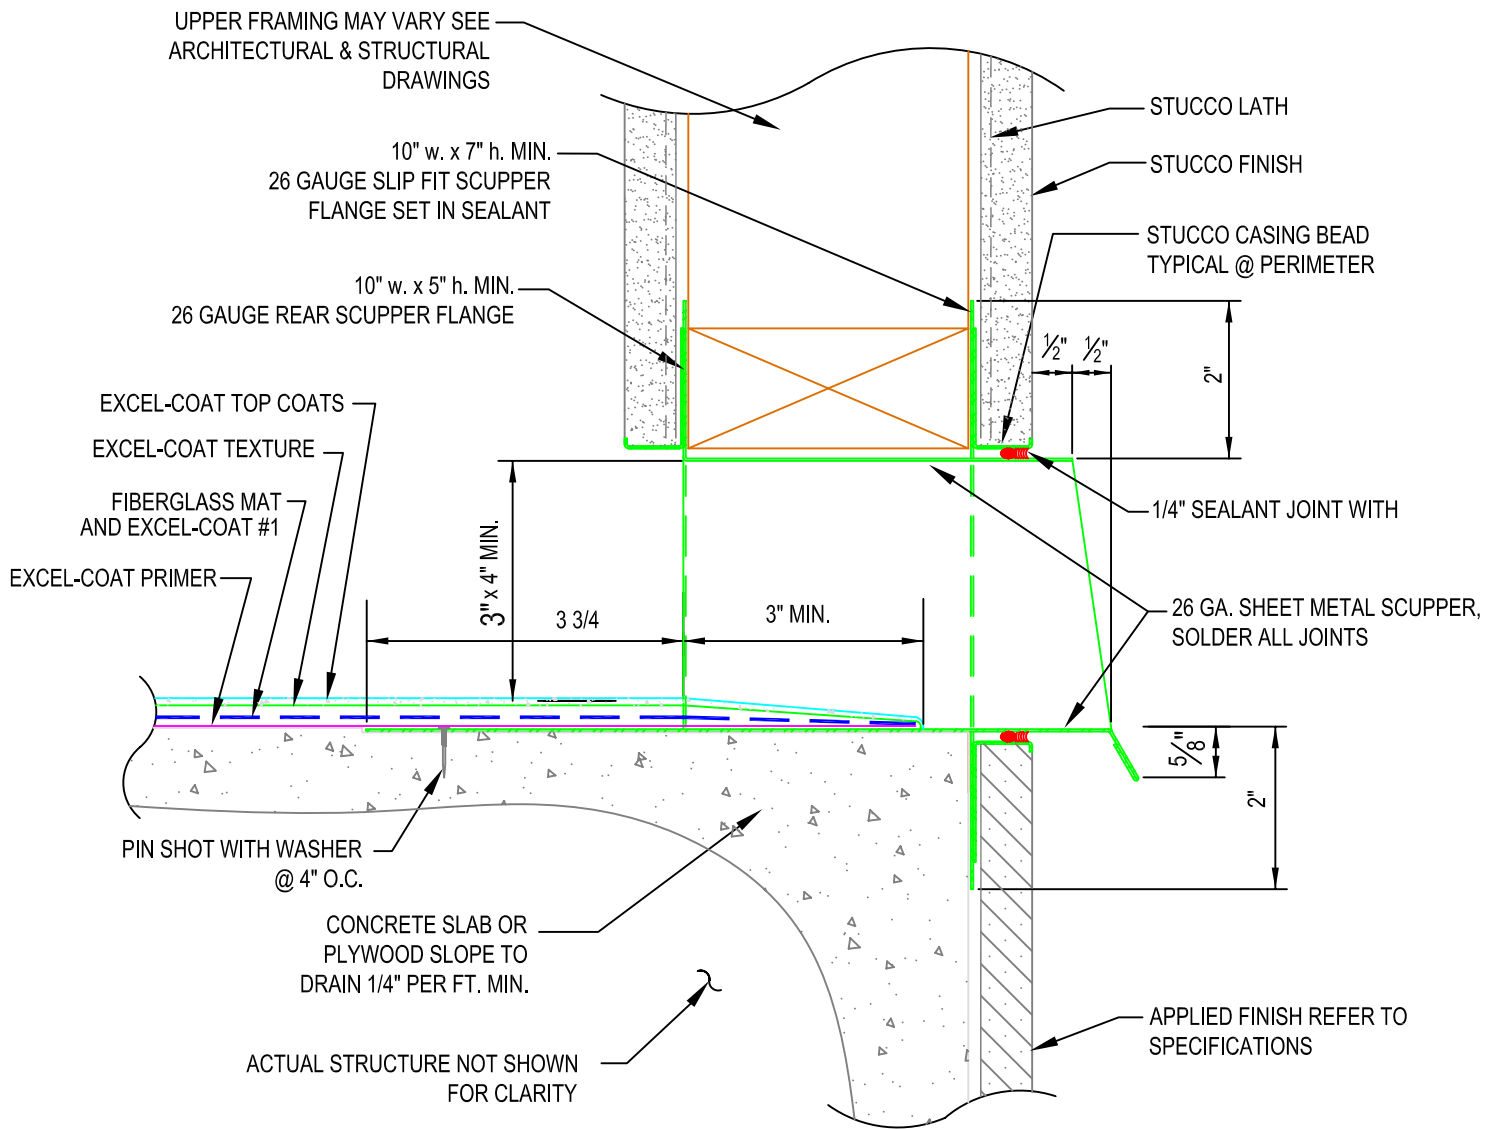 UPPER FRAMING MAY VARY SEE
ARCHITECTURAL & STRUCTURAL
DRAWINGS
10" w. x 7" h. MIN.
26 GAUGE SLIP FIT SCUPPER
FLANGE SET IN SEALANT
10" w. x 5" h. MIN.
26 GAUGE REAR SCUPPER FLANGE
EXCEL-COAT TOP COATS
EXCEL-COAT TEXTURE
FIBERGLASS MAT
AND EXCEL-COAT #1
EXCEL-COAT PRIMER
STUCCO LATH
STUCCO FINISH
STUCCO CASING BEAD
TYPICAL @ PERIMETER
½"
½"
2"
1/4" SEALANT JOINT WITH
3" x 4" MIN.
3 3/4
3" MIN.
26 GA. SHEET METAL SCUPPER,
SOLDER ALL JOINTS
5/8"
2"
PIN SHOT WITH WASHER
@ 4" O.C.
CONCRETE SLAB OR
PLYWOOD SLOPE TO
DRAIN 1/4" PER FT. MIN.
ACTUAL STRUCTURE NOT SHOWN
FOR CLARITY
APPLIED FINISH REFER TO
SPECIFICATIONS